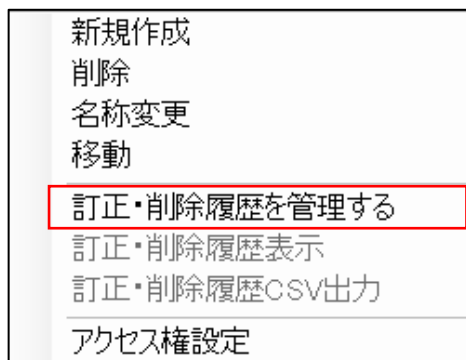 新規作成
削除
名称変更
移動
訂正・削除履歴を管理する
訂正・削除履歴表示
訂正・削除履歴CSV出力
アクセス権設定